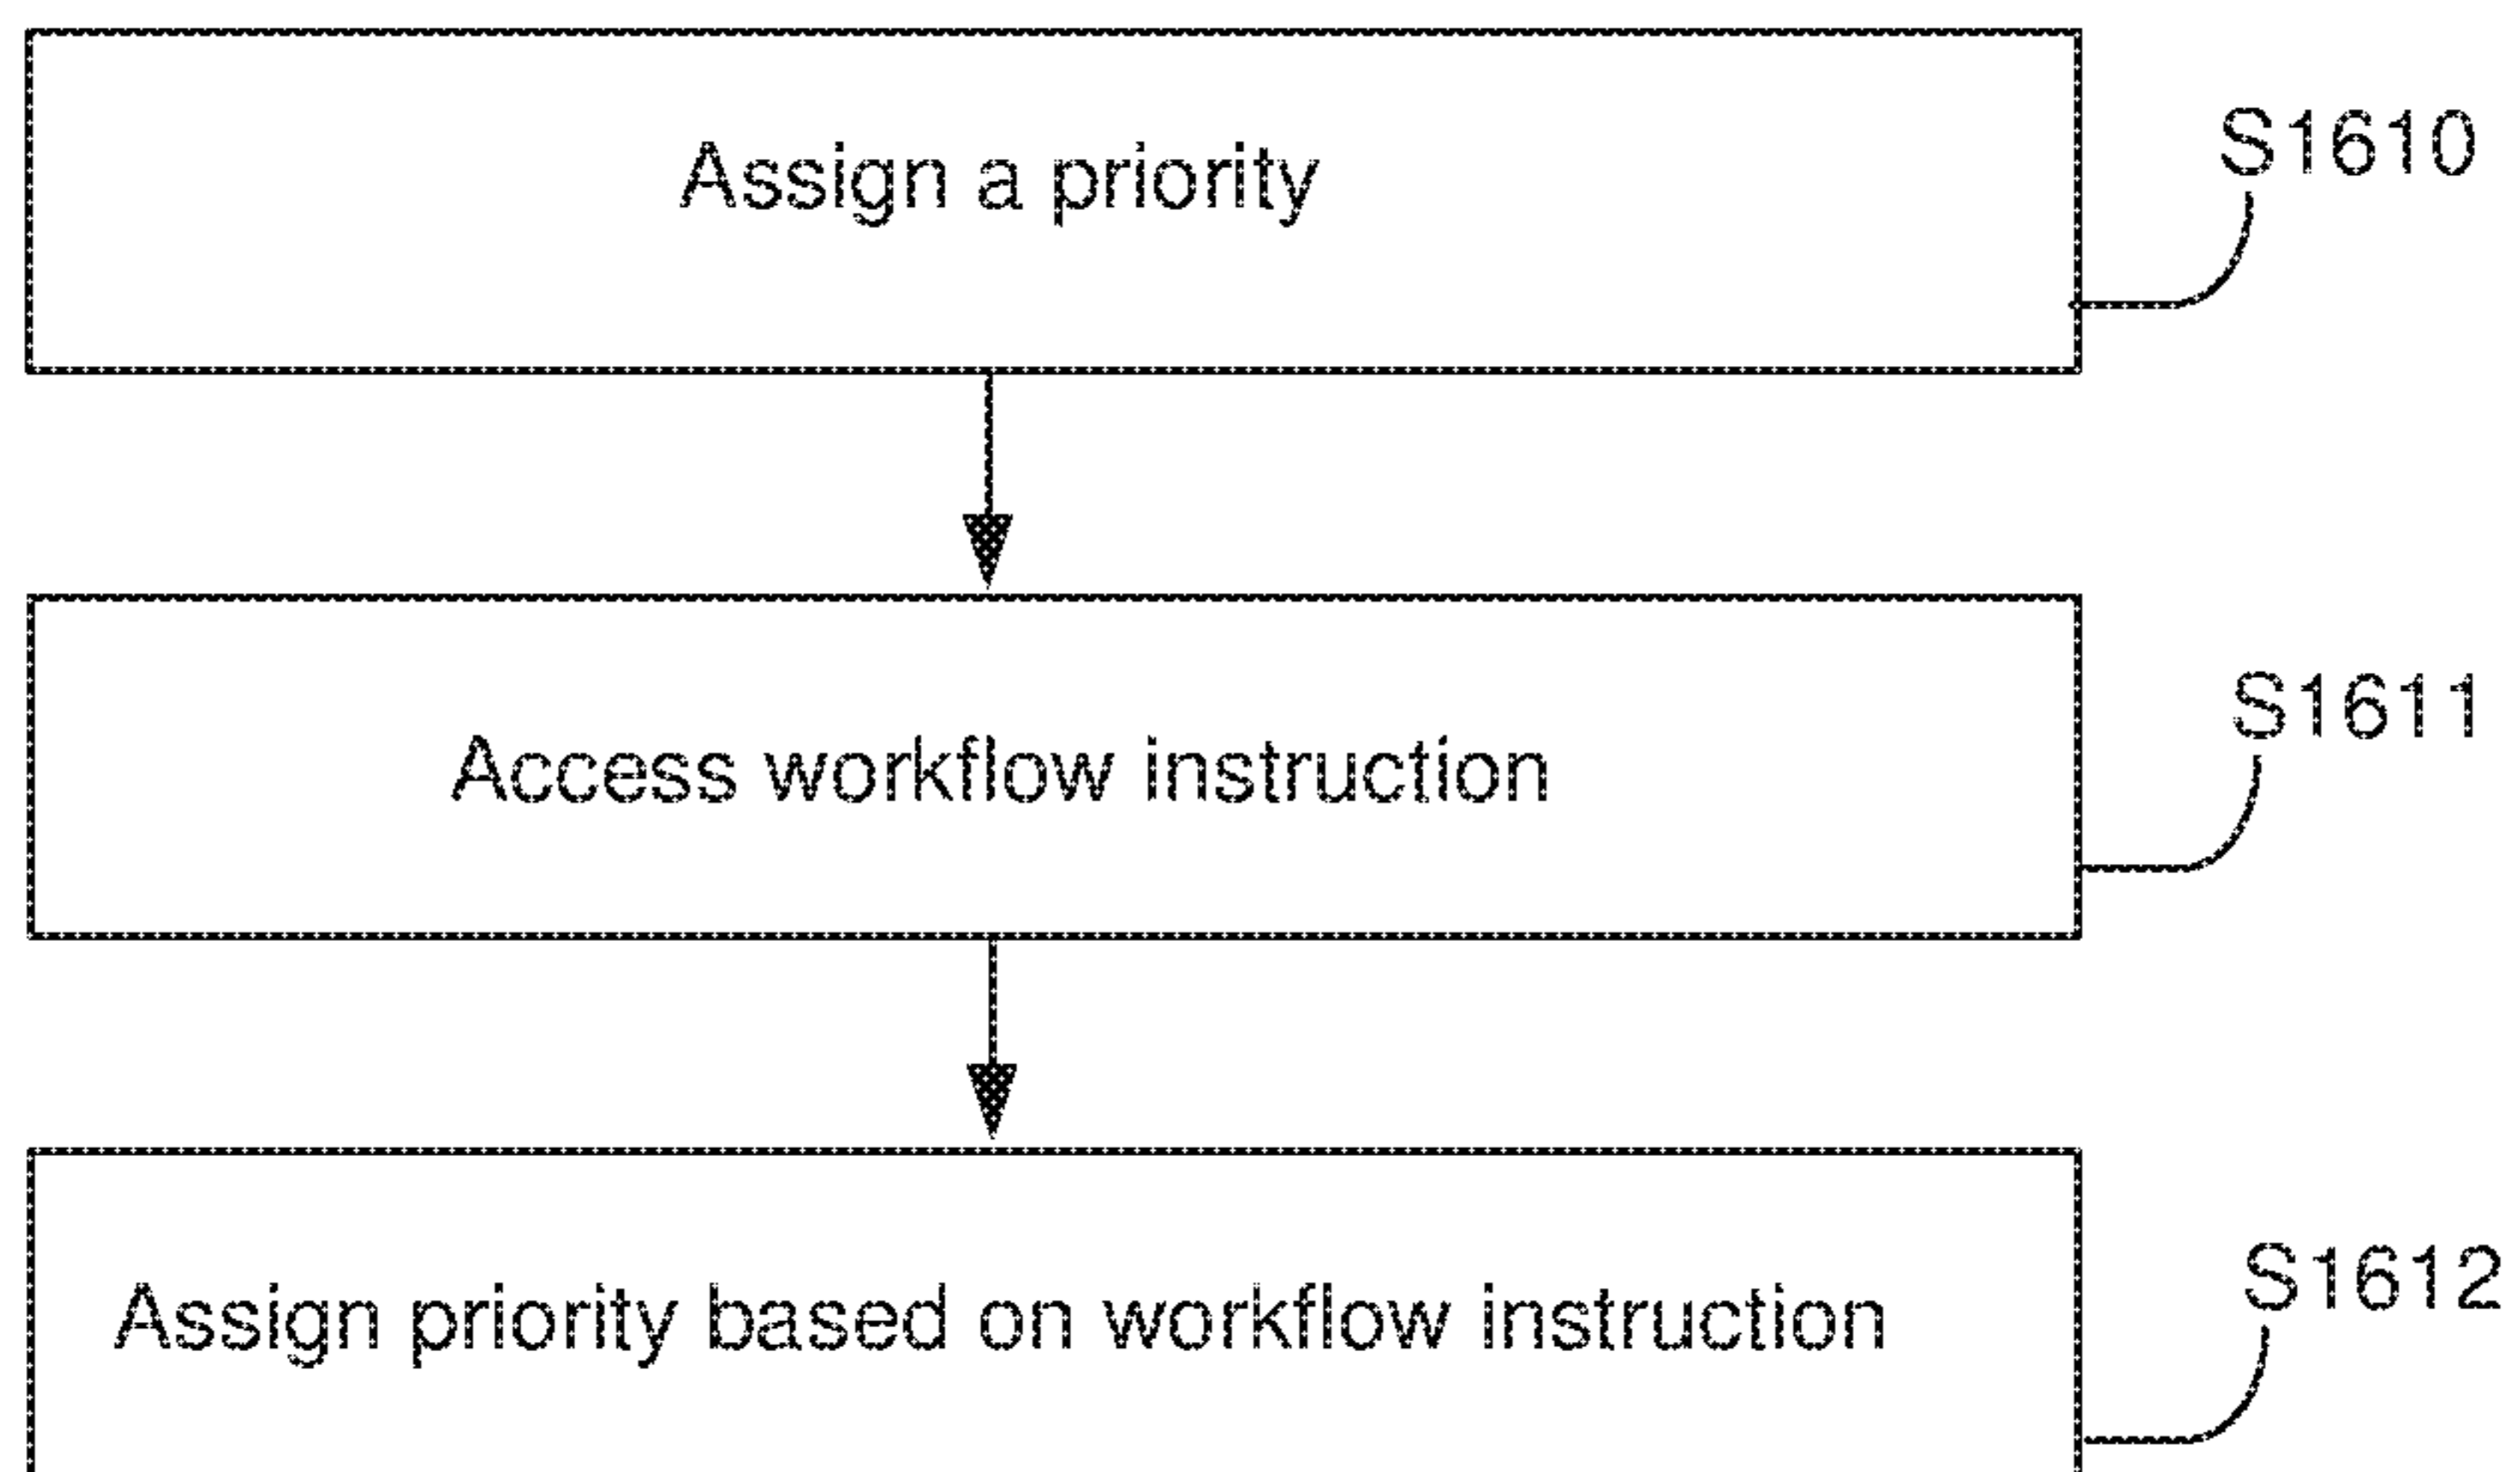 Assign a priority
S1610
Access workflow instruction
S1611
Assign priority based on workflow instruction
S1612